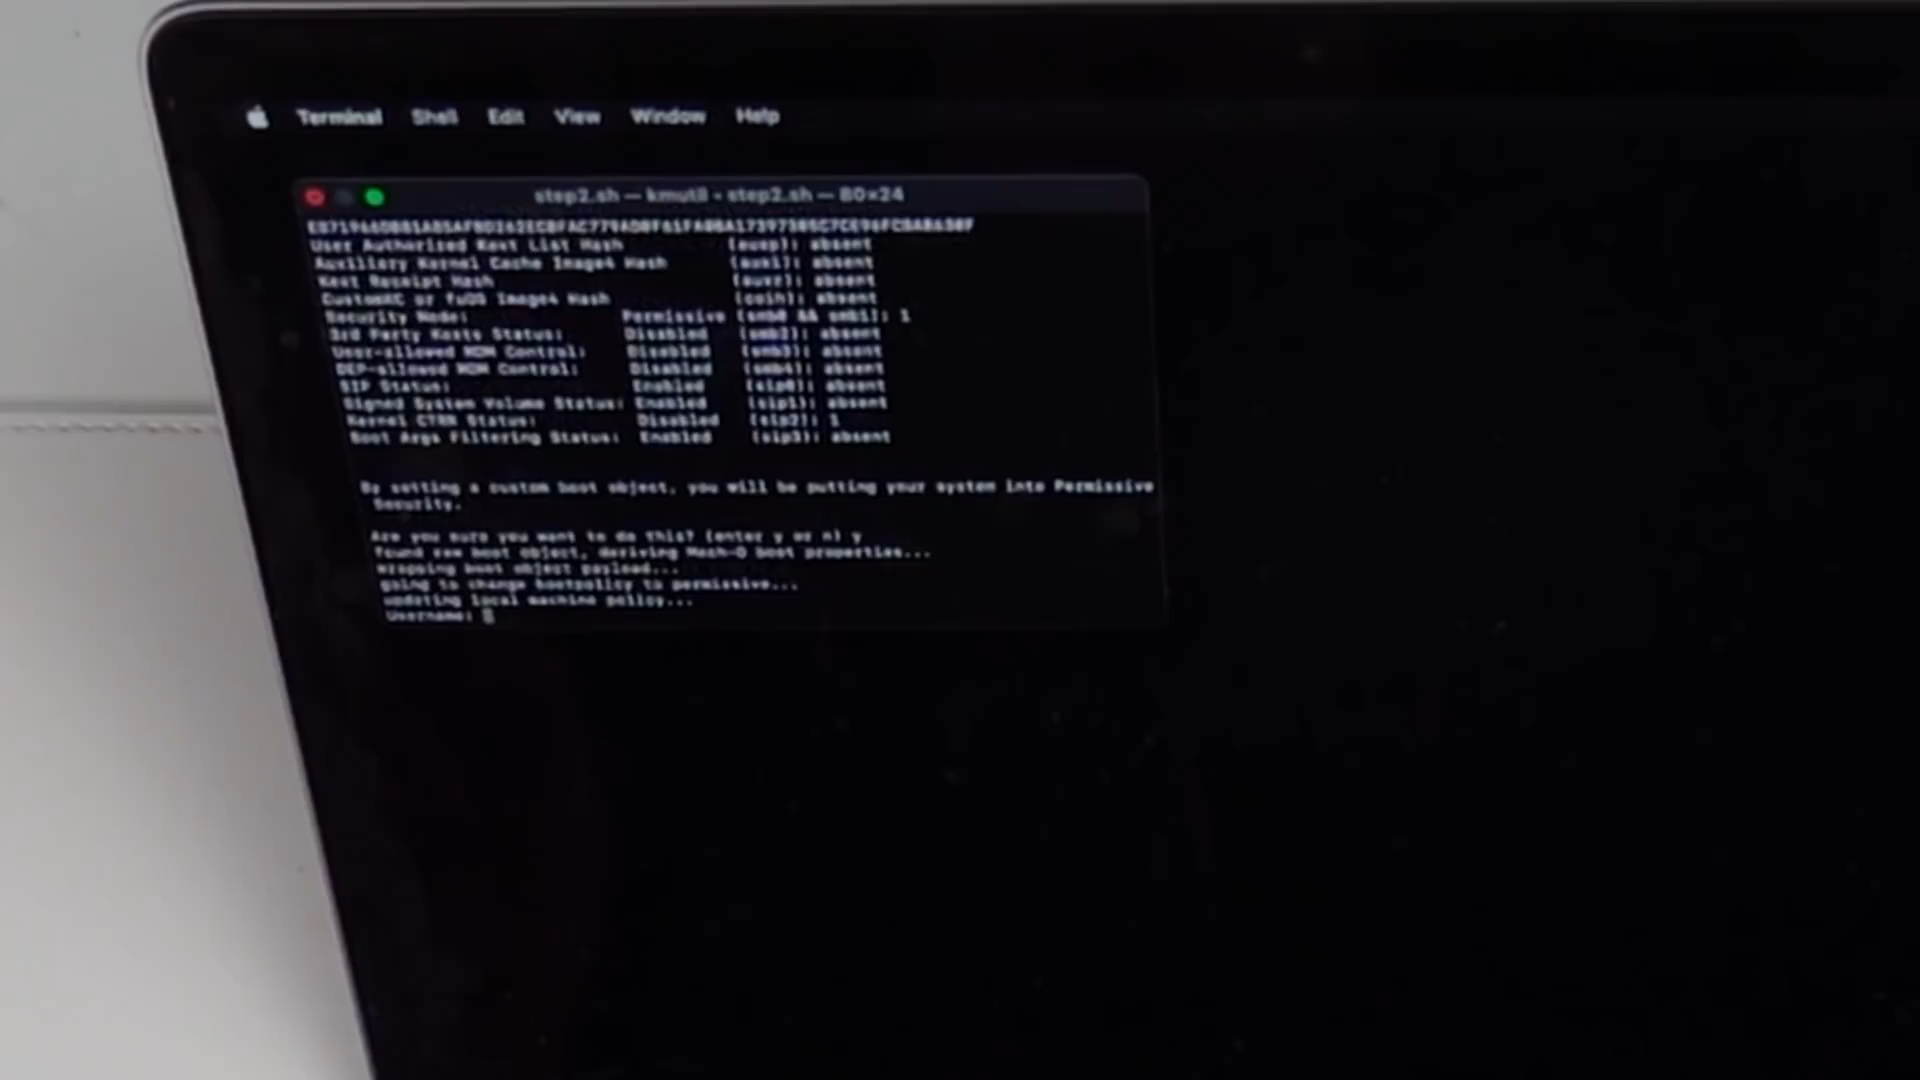 Terminal Shell Edit View Window Help
step2.sh — kmutil - step2.sh — 80×24
User Authorized Kext List Hash (auxp): absent
Auxiliary Kernel Cache Image4 Hash (auxi): absent
Kext Receipt Hash (auxr): absent
CustomKC or fuOS Image4 Hash (coih): absent
Security Mode: Permissive (smb0 && smb1): 1
3rd Party Kexts Status: Disabled (smb2): absent
User-allowed MDM Control: Disabled (smb3): absent
DEP-allowed MDM Control: Disabled (smb4): absent
SIP Status: Enabled (sip0): absent
Signed System Volume Status: Enabled (sip1): absent
Kernel CTRR Status: Disabled (sip2): 1
Boot Args Filtering Status: Enabled (sip3): absent
By setting a custom boot object, you will be putting your system into Permissive
Security.
Are you sure you want to do this? (enter y or n) y
found raw boot object, deriving Mach-O boot properties...
wrapping boot object payload...
going to change bootpolicy to permissive...
updating local machine policy...
Username: